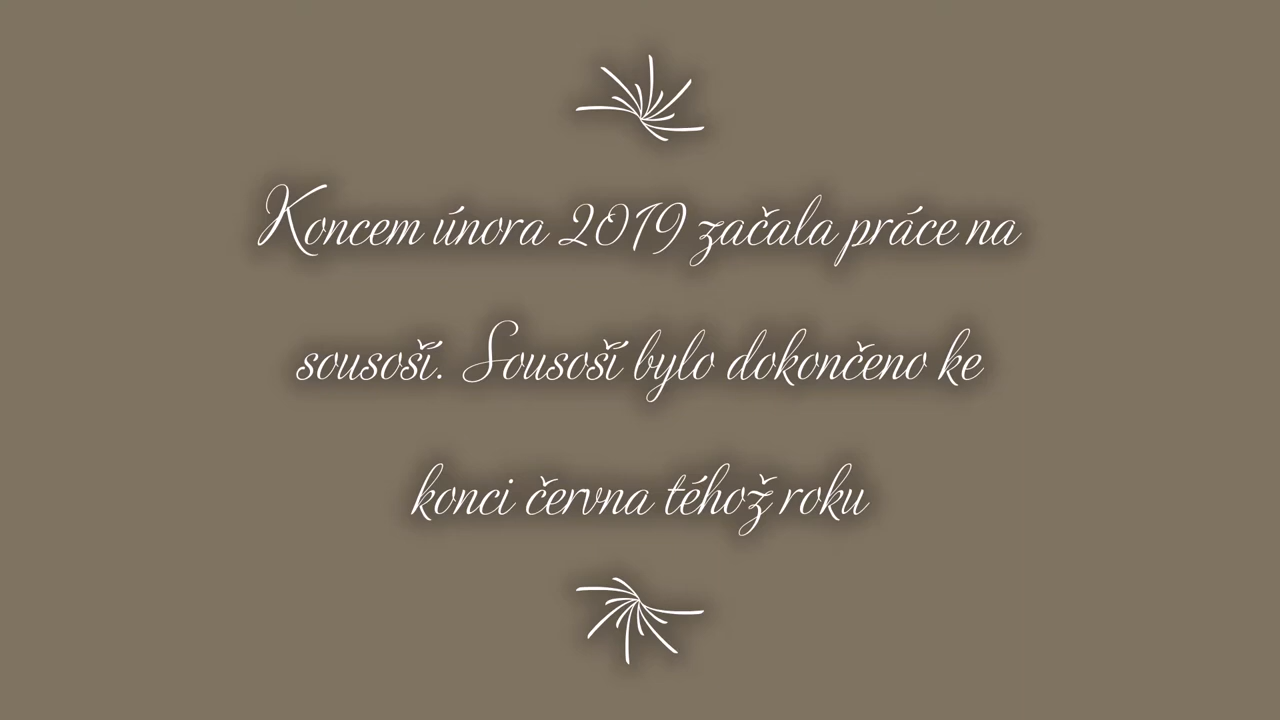 Koncem února 2019 začala práce na
sousoší. Sousoší bylo dokončeno ke
konci června téhož roku